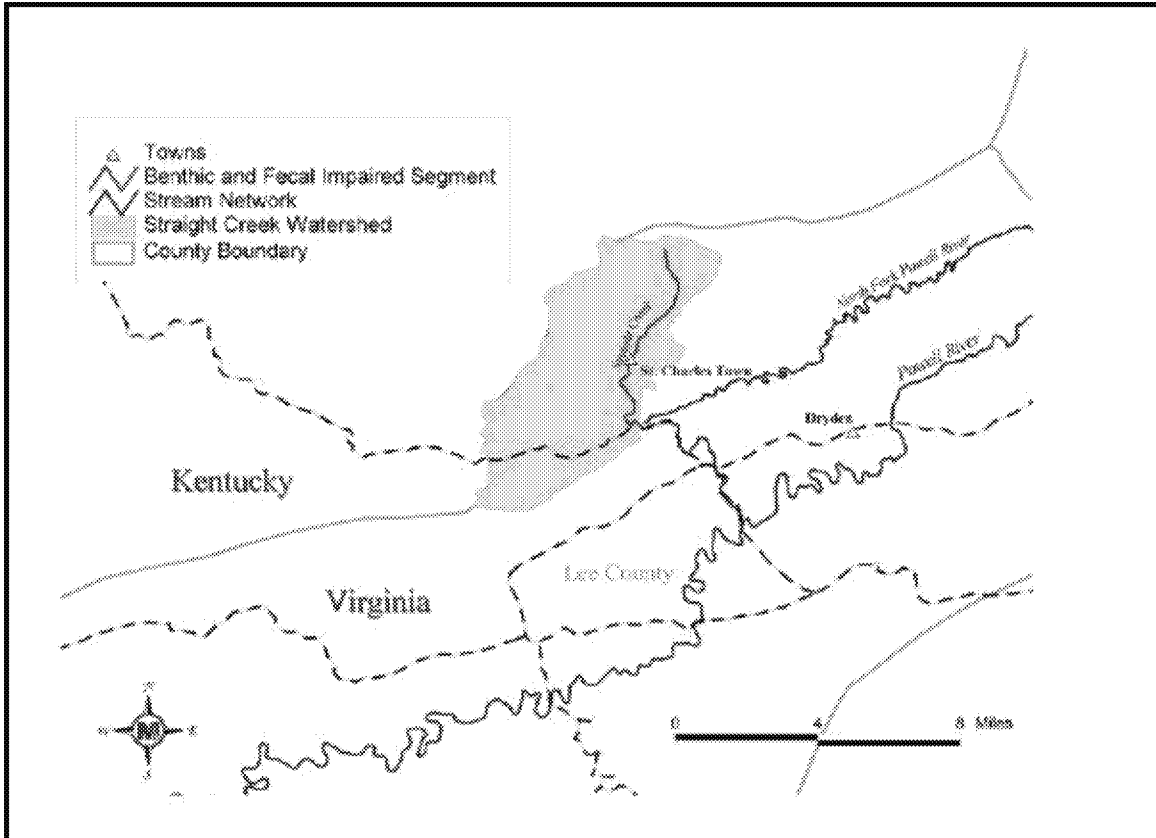 Towns
Benthic and Fecal Impaired Segment
Stream Network
Straight Creek Watershed
County Boundary
North Fork Powell River
Powell River
Creek
St. Charles Town
Dryden
Kentucky
Lee County
Virginia
N
W
M
E
S
0
4
8 Miles